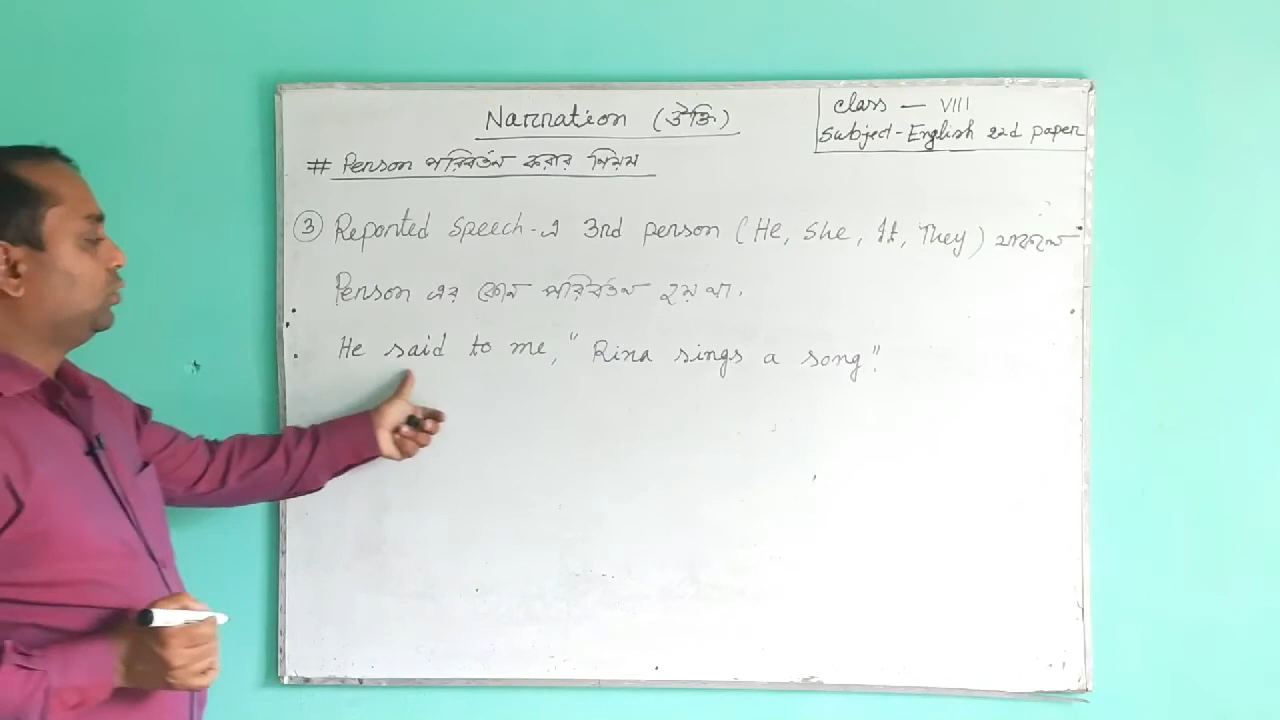 Narration (উক্তি)
class — VIII
Subject-English 22d paper
# Person পরিবর্তন করার নিয়ম
③ Reported speech-এ 3rd person (He, She, It, They) থাকলে
Person এর কোন পরিবর্তন হয় না.
He said to me, "Rina sings a song".